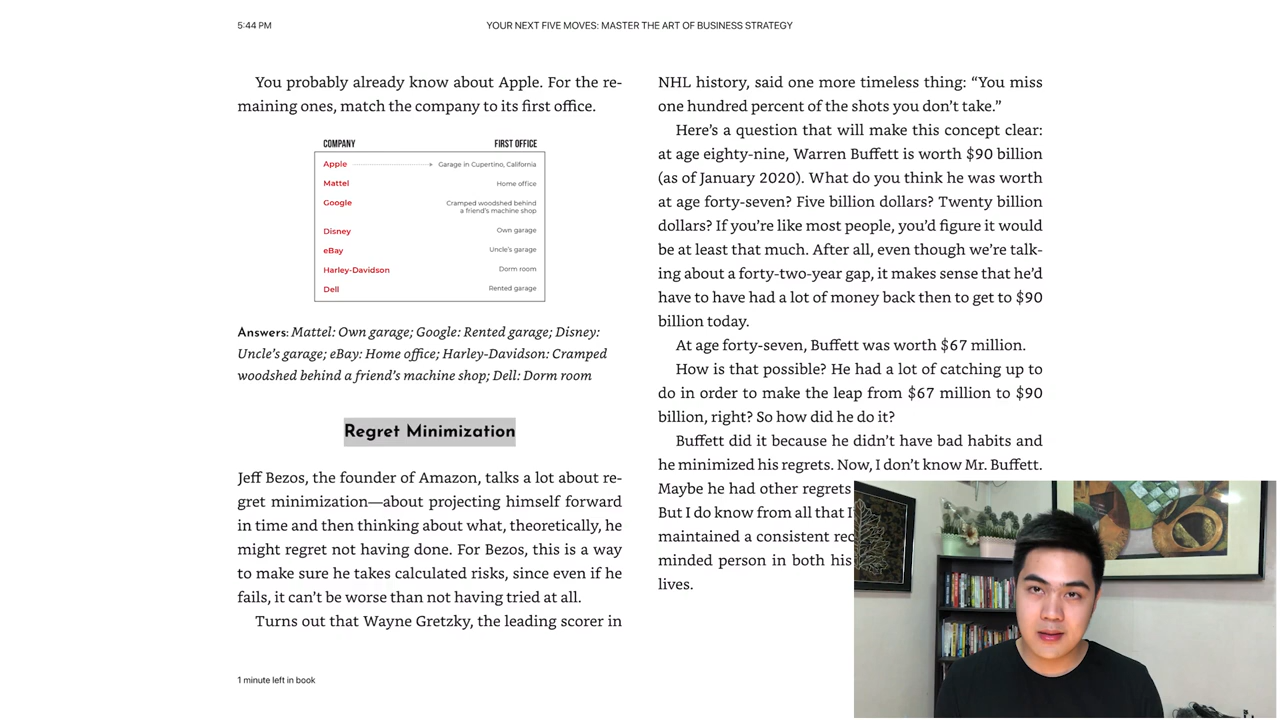 5:44 PM
YOUR NEXT FIVE MOVES: MASTER THE ART OF BUSINESS STRATEGY
You probably already know about Apple. For the re-
maining ones, match the company to its first office.
COMPANY FIRST OFFICE
Apple Garage in Cupertino, California
Mattel Home office
Google Cramped woodshed behind
a friend's machine shop
Disney Own garage
eBay Uncle's garage
Harley-Davidson Dorm room
Dell Rented garage
Answers: Mattel: Own garage; Google: Rented garage; Disney:
Uncle's garage; eBay: Home office; Harley-Davidson: Cramped
woodshed behind a friend's machine shop; Dell: Dorm room
Regret Minimization
Jeff Bezos, the founder of Amazon, talks a lot about re-
gret minimization—about projecting himself forward
in time and then thinking about what, theoretically, he
might regret not having done. For Bezos, this is a way
to make sure he takes calculated risks, since even if he
fails, it can't be worse than not having tried at all.
Turns out that Wayne Gretzky, the leading scorer in
NHL history, said one more timeless thing: “You miss
one hundred percent of the shots you don't take.”
Here's a question that will make this concept clear:
at age eighty-nine, Warren Buffett is worth $90 billion
(as of January 2020). What do you think he was worth
at age forty-seven? Five billion dollars? Twenty billion
dollars? If you're like most people, you'd figure it would
be at least that much. After all, even though we're talk-
ing about a forty-two-year gap, it makes sense that he'd
have to have had a lot of money back then to get to $90
billion today.
At age forty-seven, Buffett was worth $67 million.
How is that possible? He had a lot of catching up to
do in order to make the leap from $67 million to $90
billion, right? So how did he do it?
Buffett did it because he didn't have bad habits and
he minimized his regrets. Now, I don't know Mr. Buffett.
Maybe he had other regrets
But I do know from all that
maintained a consistent
minded person in both his
lives.
1 minute left in book